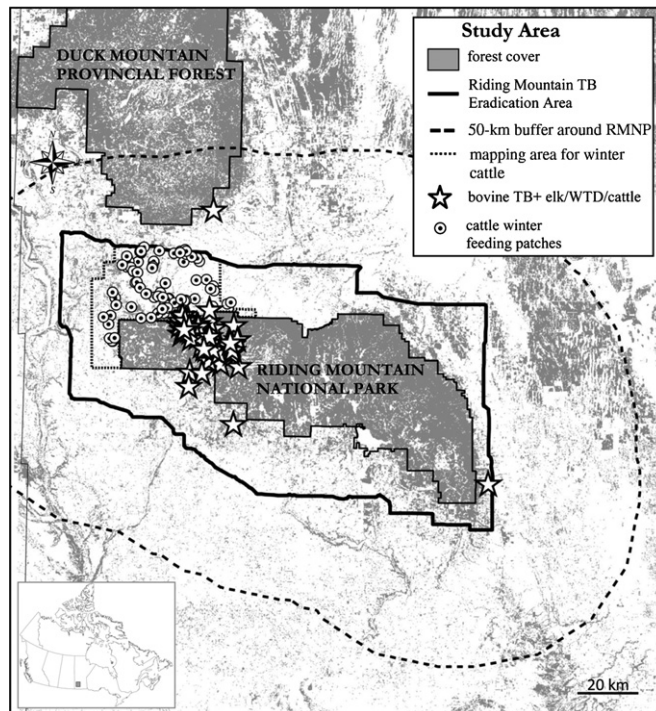 DUCK MOUNTAIN
PROVINCIAL FOREST
Study Area
forest cover
Riding Mountain TB
Eradication Area
50-km buffer around RMNP
mapping area for winter
cattle
bovine TB+ elk/WTD/cattle
cattle winter
feeding patches
RIDING MOUNTAIN
NATIONAL PARK
20 km